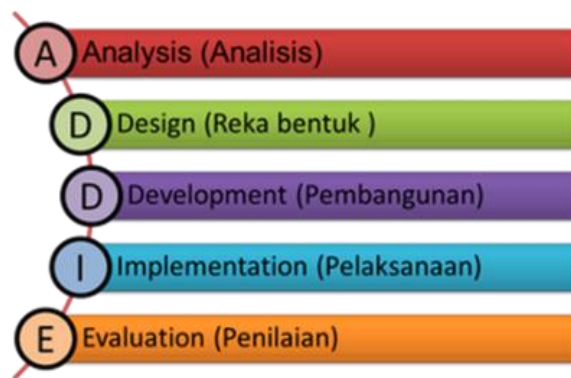 A Analysis (Analisis)
D Design (Reka bentuk )
D Development (Pembangunan)
I Implementation (Pelaksanaan)
E Evaluation (Penilaian)